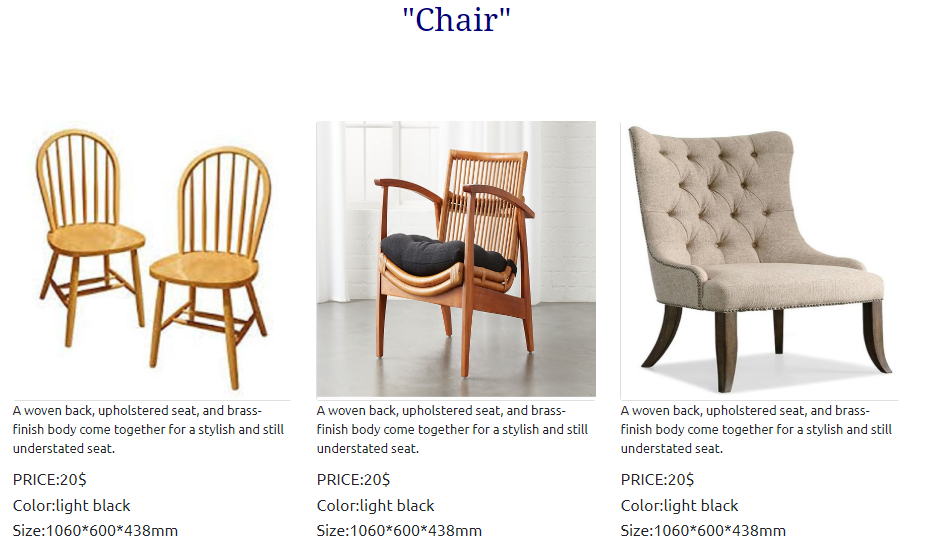 "Chair"
A woven back, upholstered seat, and brass-
finish body come together for a stylish and still
understated seat.
PRICE:20$
Color:light black
Size:1060*600*438mm
A woven back, upholstered seat, and brass-
finish body come together for a stylish and still
understated seat.
PRICE:20$
Color:light black
Size:1060*600*438mm
A woven back, upholstered seat, and brass-
finish body come together for a stylish and still
understated seat.
PRICE:20$
Color:light black
Size:1060*600*438mm